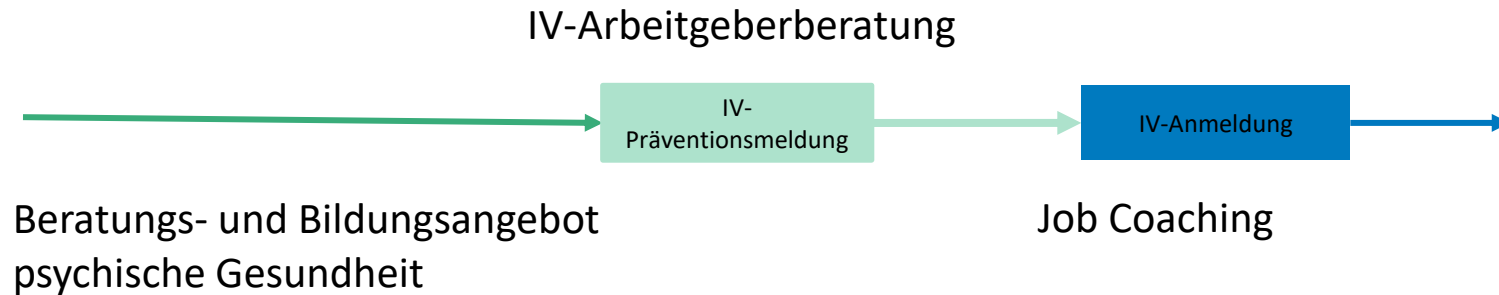 IV-Arbeitgeberberatung
IV-
Präventionsmeldung
IV-Anmeldung
Beratungs- und Bildungsangebot
psychische Gesundheit
Job Coaching